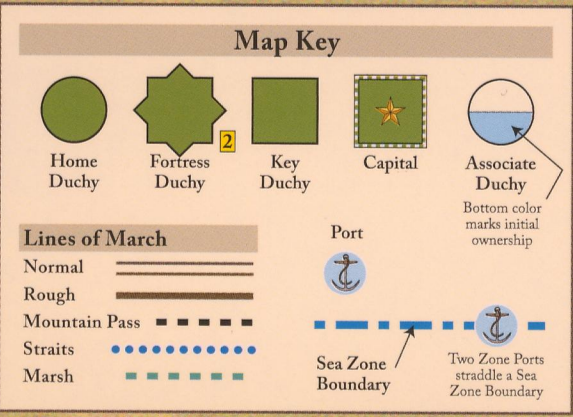 Map Key
2
Home
Duchy
Fortress
Duchy
Key
Duchy
Capital
Associate
Duchy
Bottom color
marks initial
ownership
Lines of March
Normal
Rough
Mountain Pass
Straits
Marsh
Port
Sea Zone
Boundary
Two Zone Ports
straddle a Sea
Zone Boundary